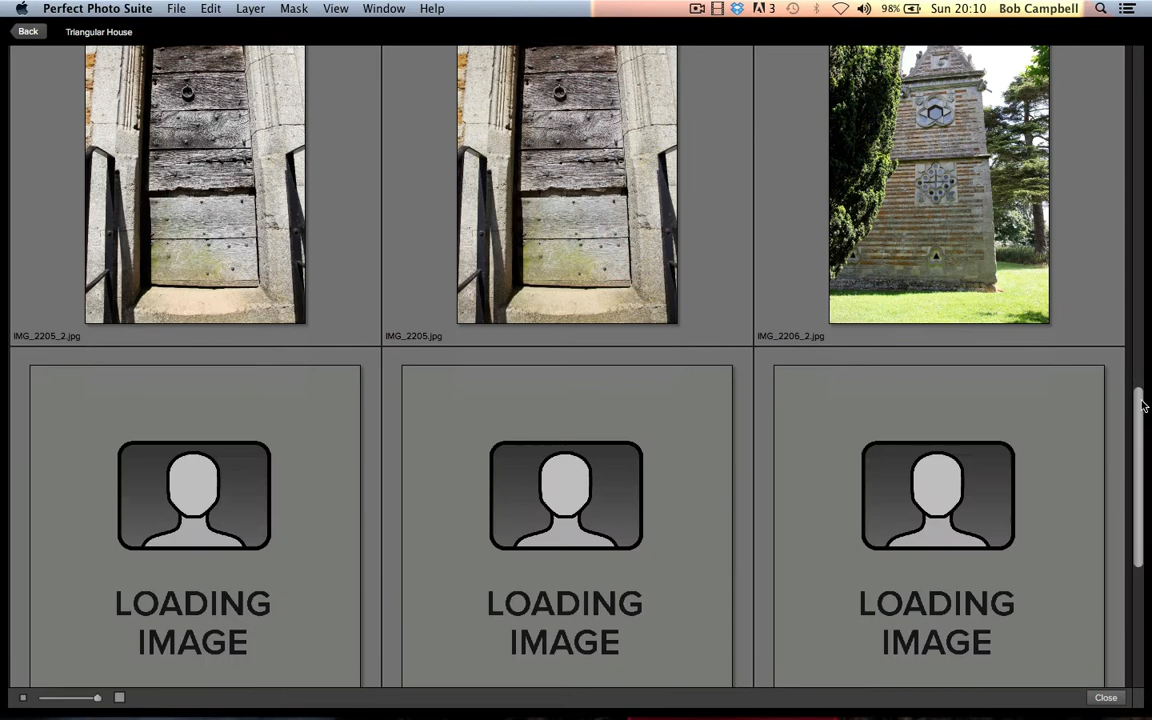 Perfect Photo Suite File Edit Layer Mask View Window Help 3 98% Sun 20:10 Bob Campbell
Back Triangular House
IMG_2205_2.jpg IMG_2205.jpg IMG_2206_2.jpg
LOADING LOADING LOADING
IMAGE IMAGE IMAGE
Close